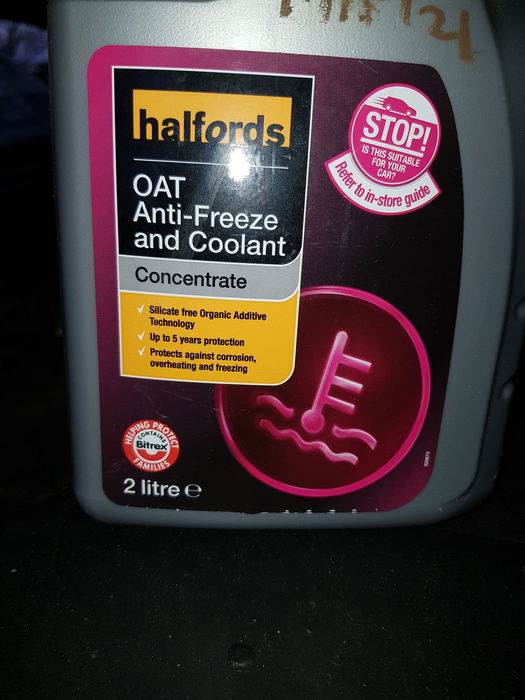 halfords
OAT
Anti-Freeze
and Coolant
Concentrate
✓ Silicate free Organic Additive
Technology
✓ Up to 5 years protection
✓ Protects against corrosion,
overheating and freezing
STOP!
IS THIS SUITABLE
FOR YOUR
CAR?
Refer to in-store guide
HELPING PROTECT
CONTAINS
Bitrex
FAMILIES
2 litre e